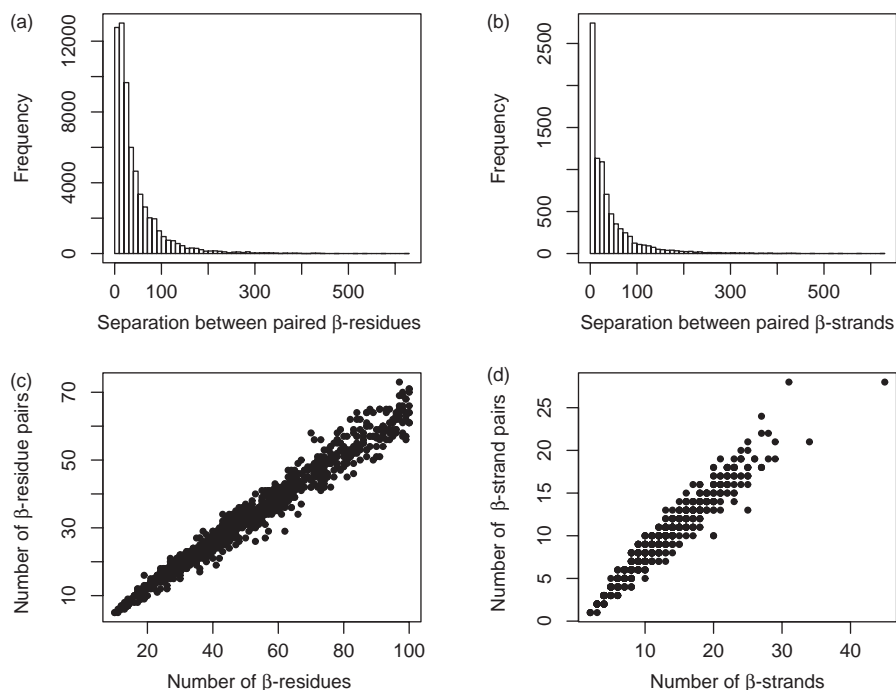 (a)
Frequency
12000
8000
4000
0
0 100 300 500
Separation between paired β-residues
(b)
Frequency
2500
1500
500
0
0 100 300 500
Separation between paired β-strands
(c)
Number of β-residue pairs
70
50
30
10
20 40 60 80 100
Number of β-residues
(d)
Number of β-strand pairs
25
20
15
10
5
0
10 20 30 40
Number of β-strands